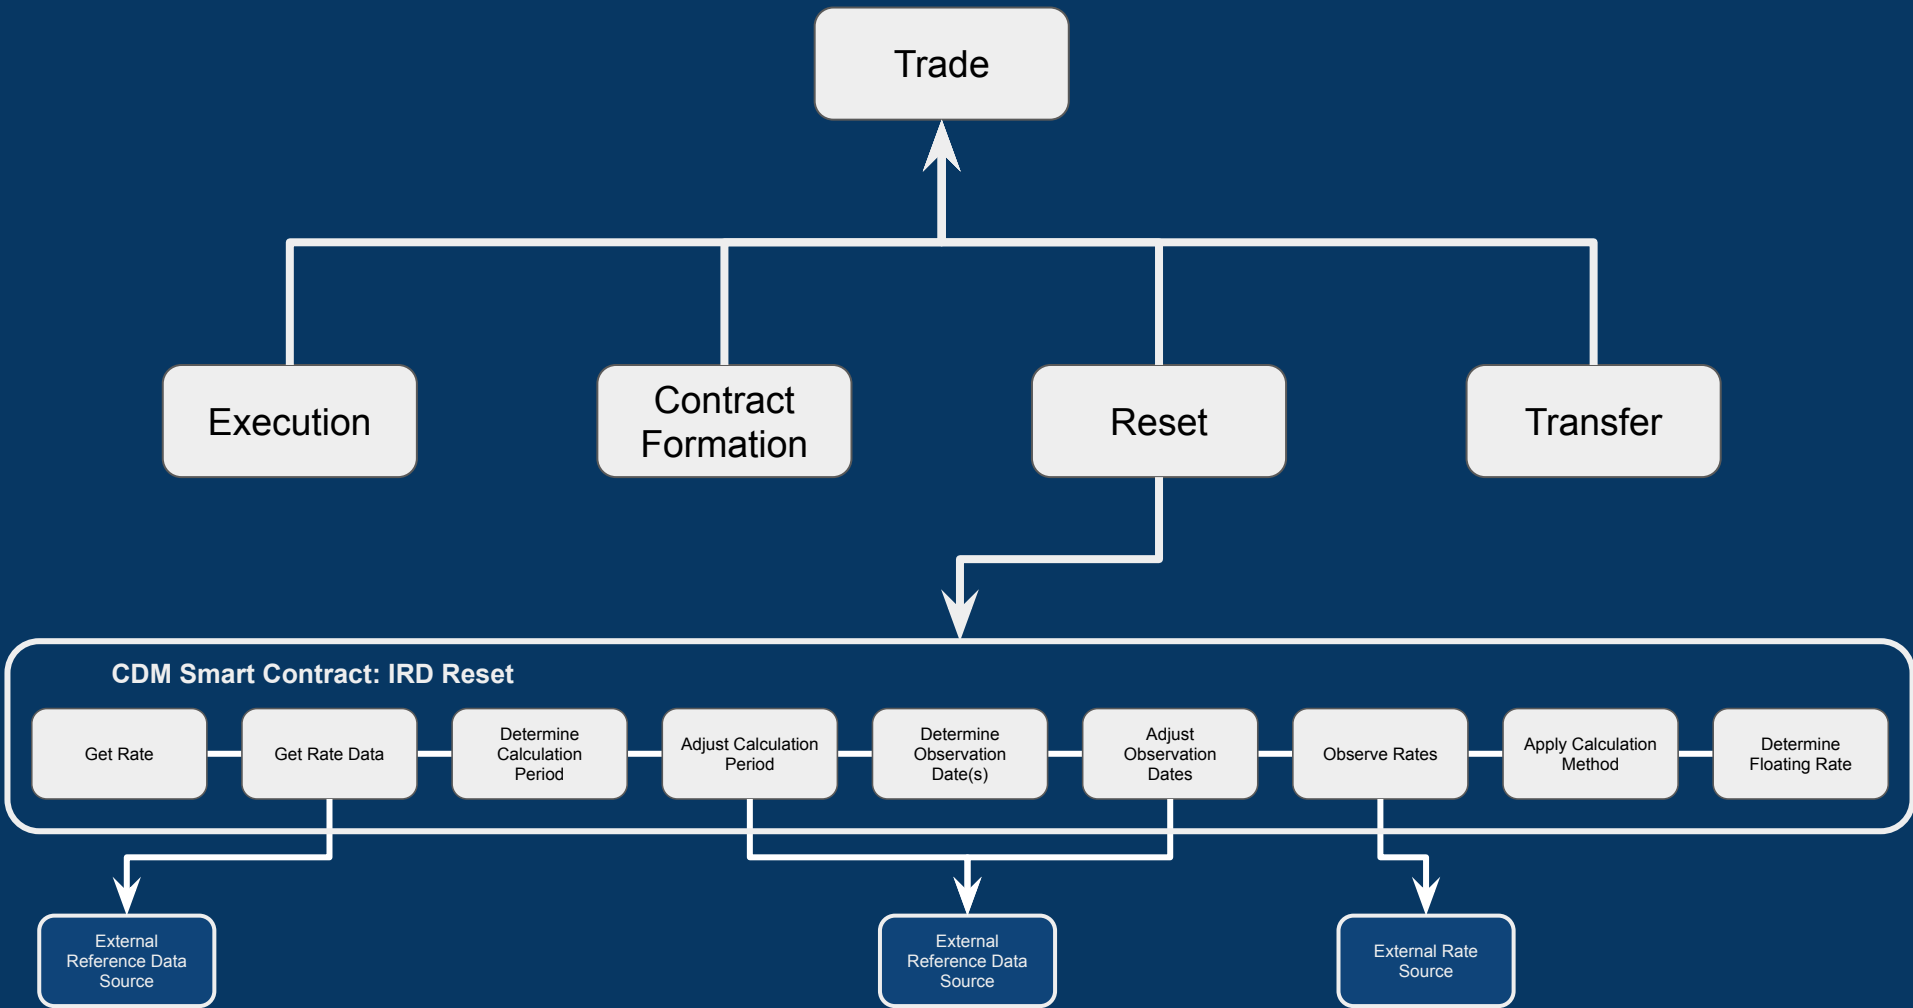 Trade
Execution
Contract
Formation
Reset
Transfer
CDM Smart Contract: IRD Reset
Get Rate
Get Rate Data
Determine
Calculation
Period
Adjust Calculation
Period
Determine
Observation
Date(s)
Adjust
Observation
Dates
Observe Rates
Apply Calculation
Method
Determine
Floating Rate
External
Reference Data
Source
External
Reference Data
Source
External Rate
Source